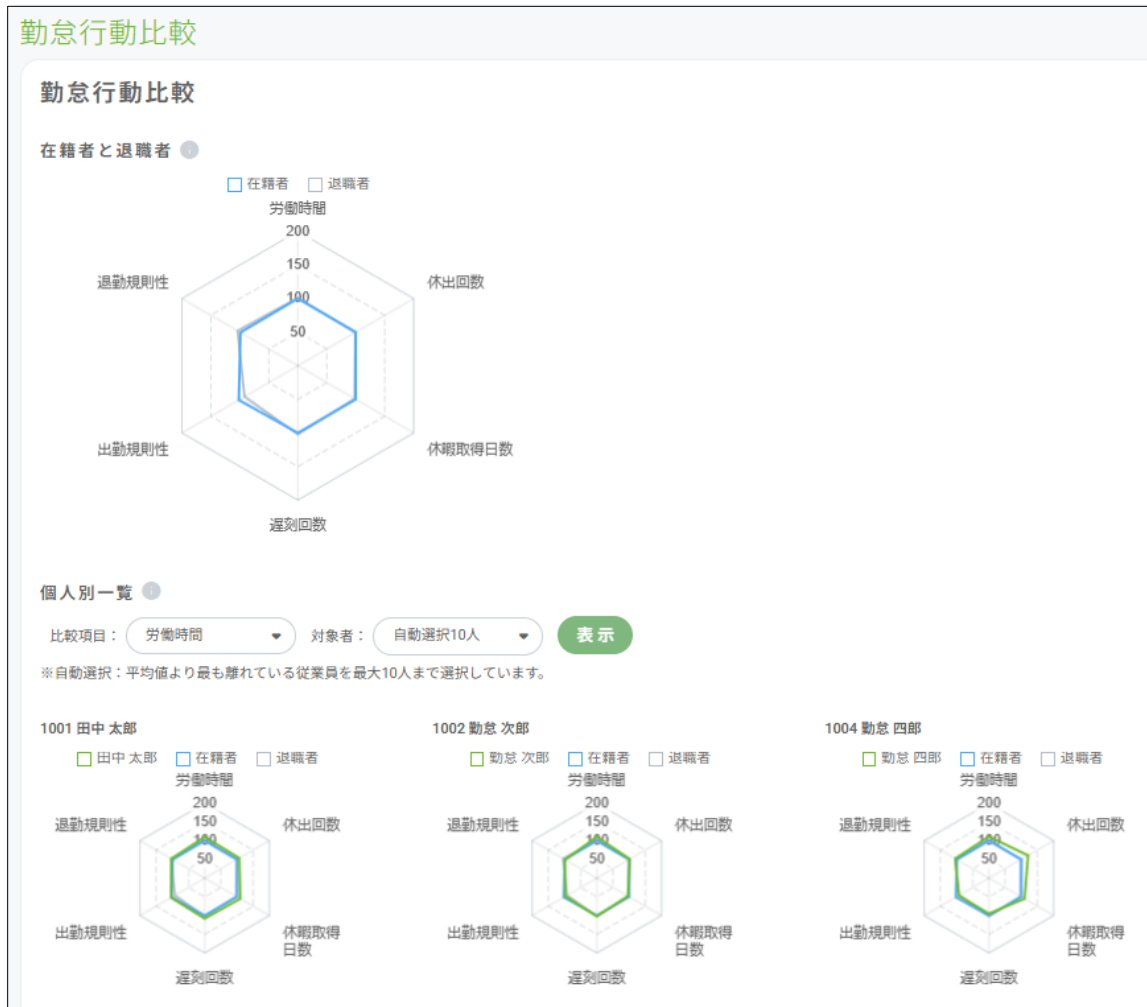 勤怠行動比較
勤怠行動比較
在籍者と退職者
在籍者 退職者
労働時間
200
150
100
50
退勤規則性 休出回数
出勤規則性 休暇取得日数
遅刻回数
個人別一覧
比較項目： 労働時間 対象者： 自動選択10人 表示
※自動選択：平均値より最も離れている従業員を最大10人まで選択しています。
1001 田中 太郎
田中 太郎 在籍者 退職者
労働時間
200
150
100
50
退勤規則性 休出回数
出勤規則性 休暇取得
日数
遅刻回数
1002 勤怠 次郎
勤怠 次郎 在籍者 退職者
労働時間
200
150
100
50
退勤規則性 休出回数
出勤規則性 休暇取得
日数
遅刻回数
1004 勤怠 四郎
勤怠 四郎 在籍者 退職者
労働時間
200
150
100
50
退勤規則性 休出回数
出勤規則性 休暇取得
日数
遅刻回数